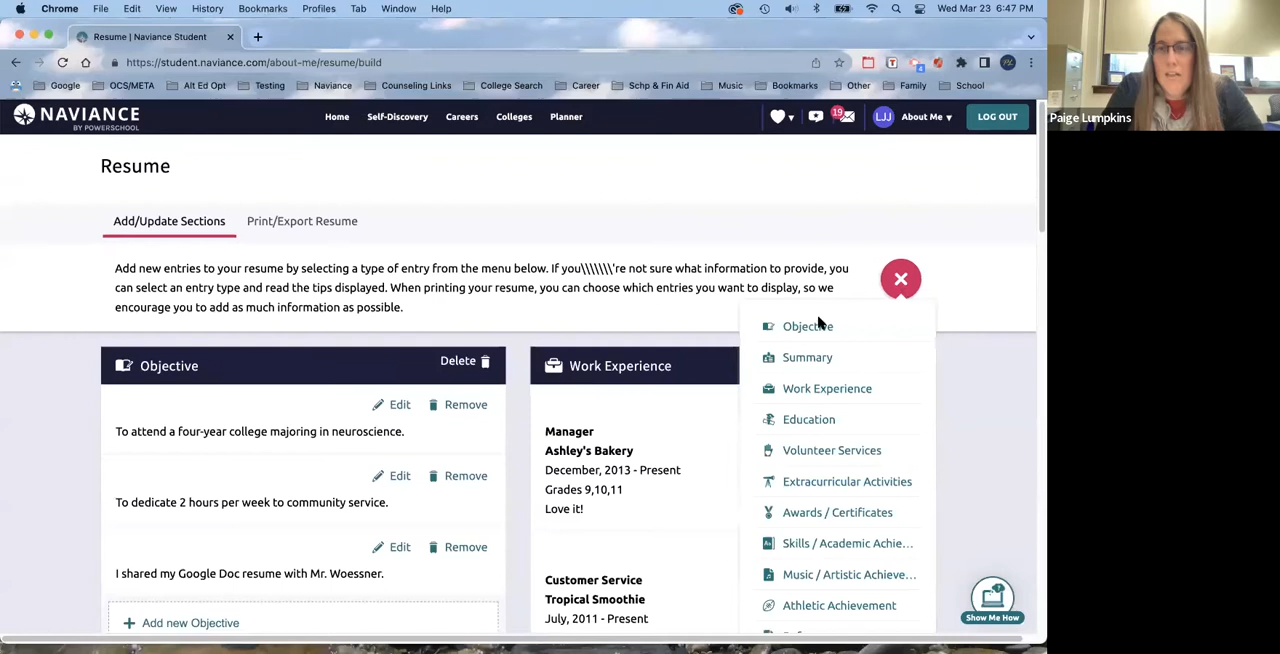 Chrome File Edit View History Bookmarks Profiles Tab Window Help Wed Mar 23 6:47 PM
Resume | Naviance Student
https://student.naviance.com/about-me/resume/build
Google OCS/META Alt Ed Opt Testing Naviance Counseling Links College Search Career Schp & Fin Aid Music Bookmarks Other Family School
NAVIANCE
BY POWERSCHOOL
Home Self-Discovery Careers Colleges Planner 19 LJJ About Me LOG OUT
Paige Lumpkins
Resume
Add/Update Sections Print/Export Resume
Add new entries to your resume by selecting a type of entry from the menu below. If you\\\\\\\'re not sure what information to provide, you
can select an entry type and read the tips displayed. When printing your resume, you can choose which entries you want to display, so we
encourage you to add as much information as possible.
Objective
Summary
Work Experience
Education
Volunteer Services
Extracurricular Activities
Awards / Certificates
Skills / Academic Achie...
Music / Artistic Achieve...
Athletic Achievement
Objective Delete
Edit Remove
To attend a four-year college majoring in neuroscience.
Edit Remove
To dedicate 2 hours per week to community service.
Edit Remove
I shared my Google Doc resume with Mr. Woessner.
+ Add new Objective
Work Experience
Manager
Ashley's Bakery
December, 2013 - Present
Grades 9,10,11
Love it!
Customer Service
Tropical Smoothie
July, 2011 - Present
Show Me How